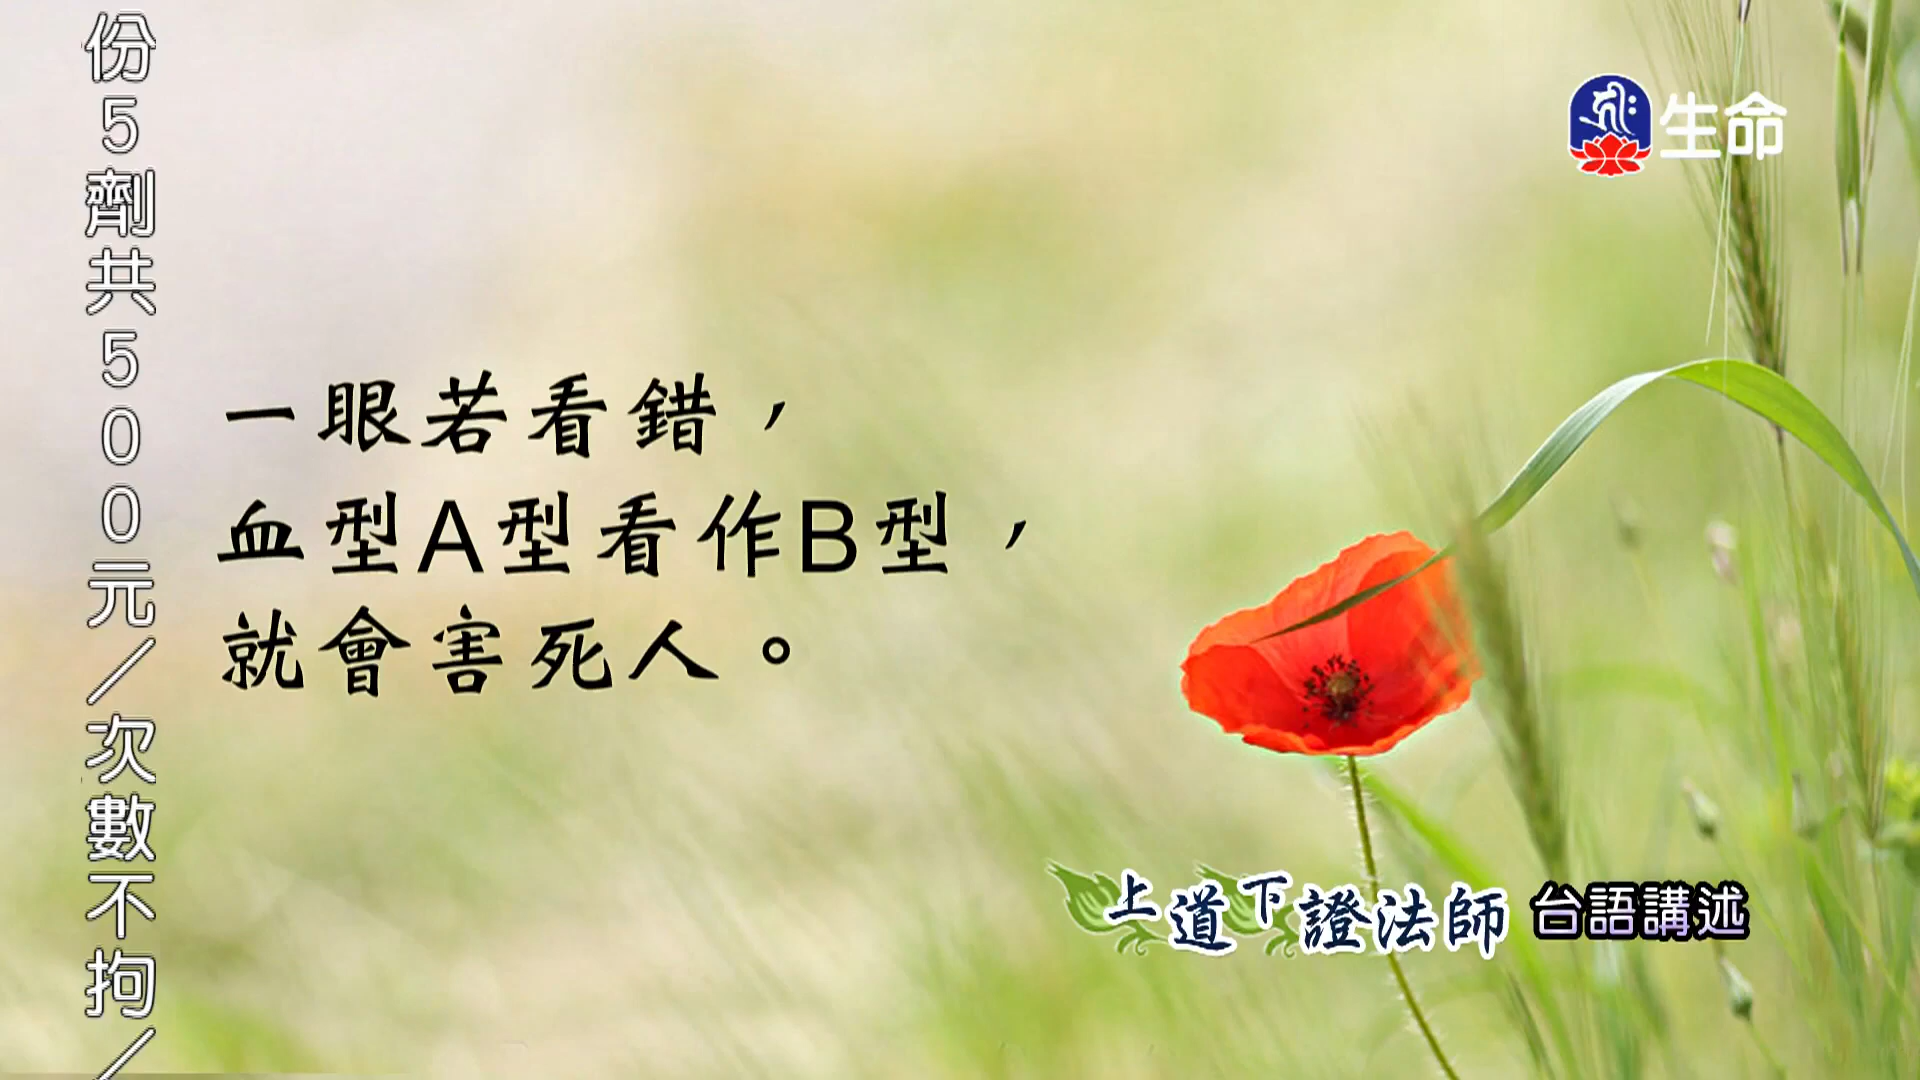 份5劑共500元/次數不拘/
生命
一眼若看錯，
血型A型看作B型，
就會害死人。
上道下證法師 台語講述